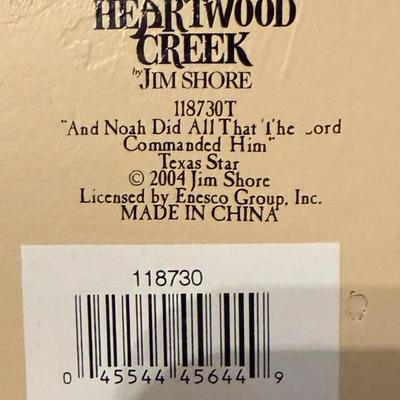 HEARTWOOD
CREEK
by JIM SHORE
118730T
"And Noah Did All That The Lord
Commanded Him"
Texas Star
© 2004 Jim Shore
Licensed by Enesco Group, Inc.
MADE IN CHINA
118730
0 45544 45644 9